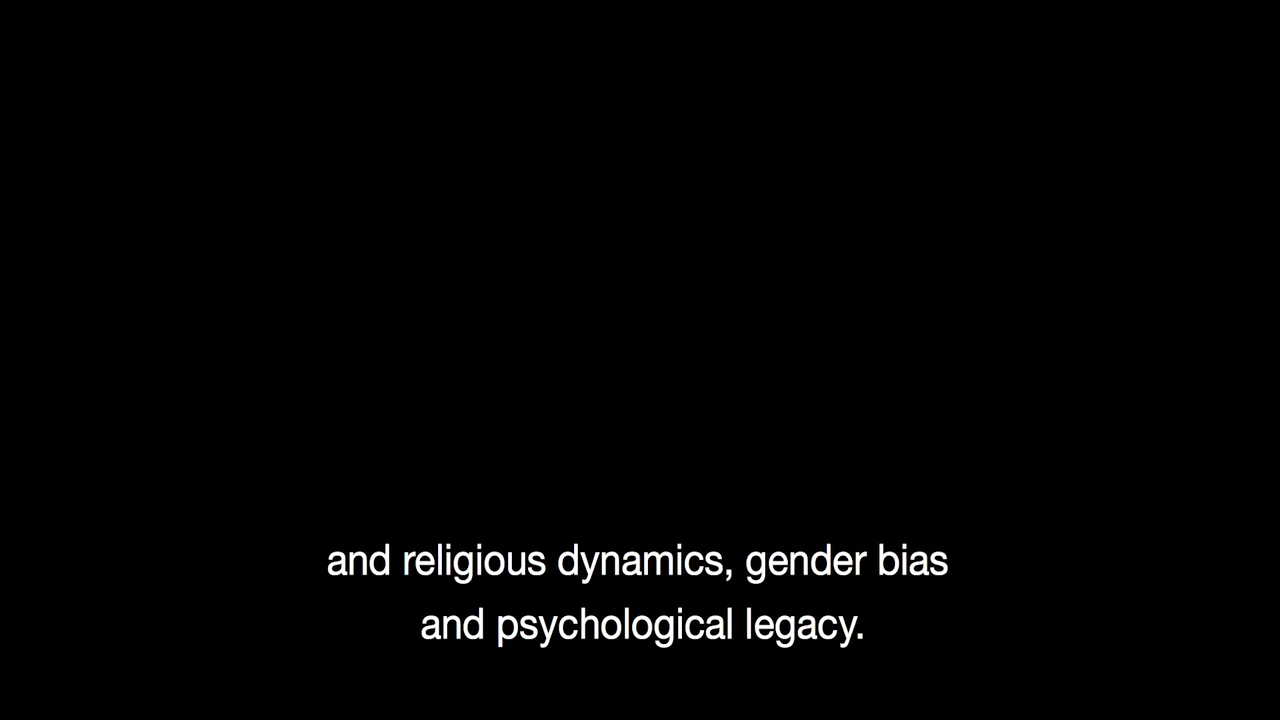 and religious dynamics, gender bias
and psychological legacy.